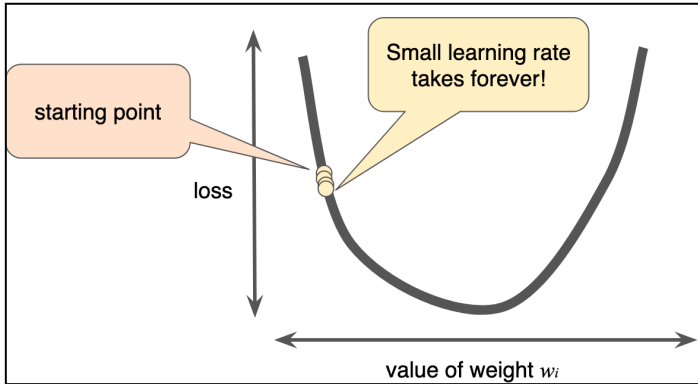 Small learning rate
takes forever!
starting point
loss
value of weight wi